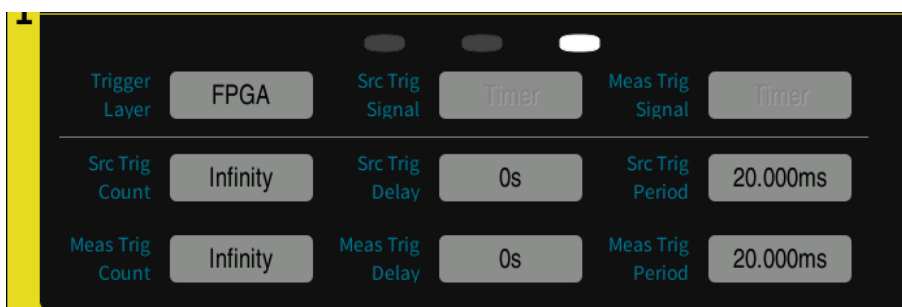 1
Trigger
Layer
FPGA
Src Trig
Signal
Timer
Meas Trig
Signal
Timer
Src Trig
Count
Infinity
Src Trig
Delay
0s
Src Trig
Period
20.000ms
Meas Trig
Count
Infinity
Meas Trig
Delay
0s
Meas Trig
Period
20.000ms